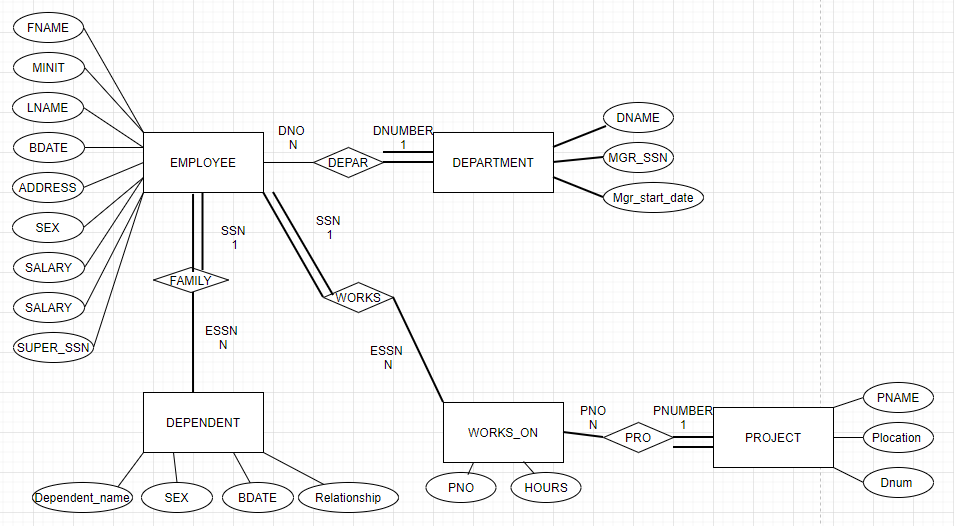 FNAME
MINIT
LNAME
BDATE
ADDRESS
SEX
SALARY
SALARY
SUPER_SSN
EMPLOYEE
DNO
N
DEPAR
DNUMBER
1
DEPARTMENT
DNAME
MGR_SSN
Mgr_start_date
SSN
1
FAMILY
ESSN
N
SSN
1
WORKS
ESSN
N
DEPENDENT
Dependent_name
SEX
BDATE
Relationship
WORKS_ON
PNO
HOURS
PNO
N
PRO
PNUMBER
1
PROJECT
PNAME
Plocation
Dnum